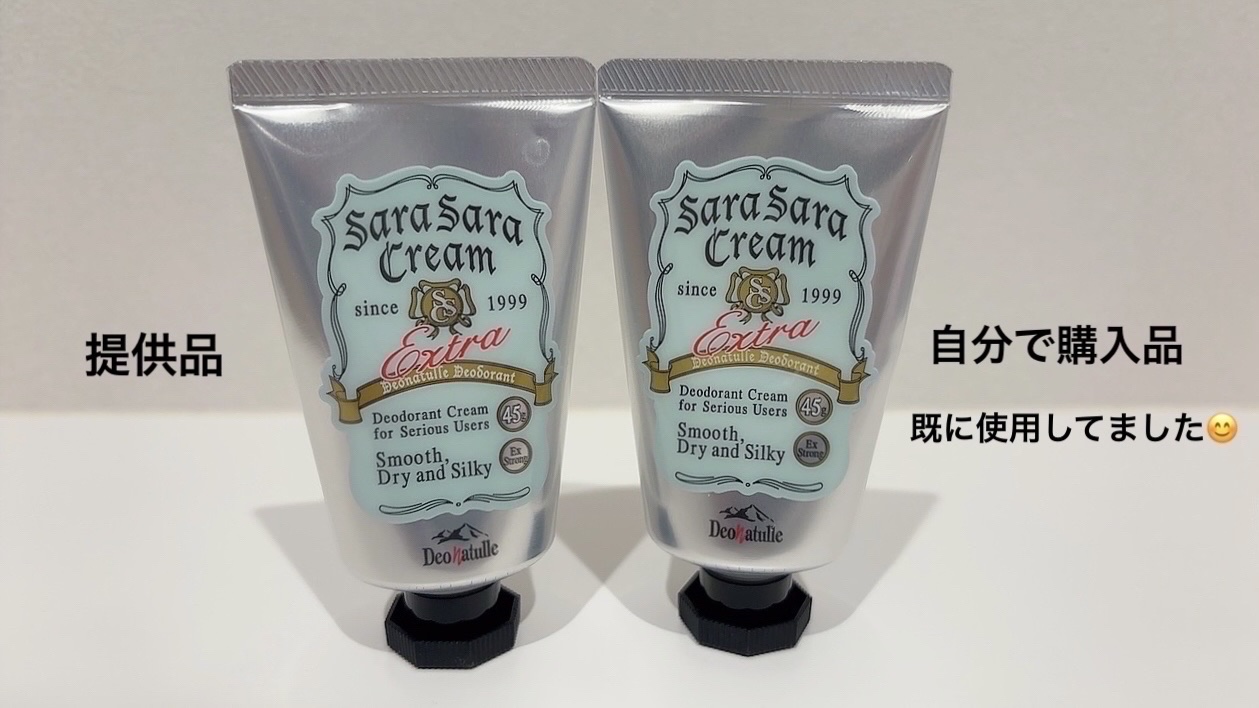 提供品
Sara Sara
Cream
since 1999
SSC
Extra
Deonatulle Deodorant
Deodorant Cream
for Serious Users
45g
Smooth,
Dry and Silky
Ex
Strong
DeoNatulle
Sara Sara
Cream
since 1999
SSC
Extra
Deonatulle Deodorant
Deodorant Cream
for Serious Users
45g
Smooth,
Dry and Silky
Ex
Strong
DeoNatulle
自分で購入品
既に使用してました😊